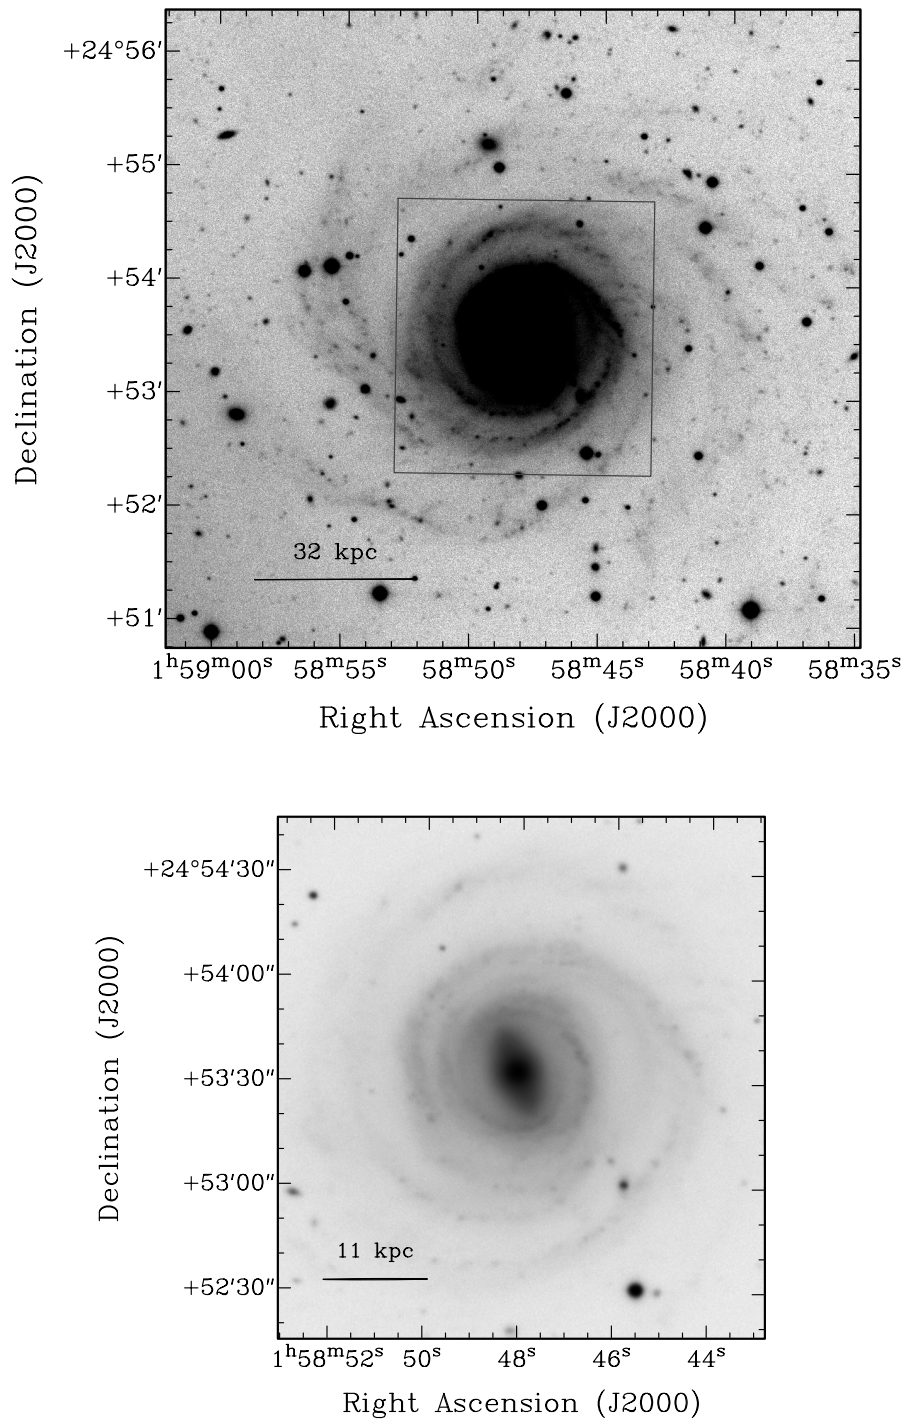 +24°56′
+55′
+54′
+53′
+52′
+51′
Declination (J2000)
32 kpc
1ʰ59ᵐ00ˢ 58ᵐ55ˢ 58ᵐ50ˢ 58ᵐ45ˢ 58ᵐ40ˢ 58ᵐ35ˢ
Right Ascension (J2000)
+24°54′30″
+54′00″
+53′30″
+53′00″
+52′30″
Declination (J2000)
11 kpc
1ʰ58ᵐ52ˢ 50ˢ 48ˢ 46ˢ 44ˢ
Right Ascension (J2000)